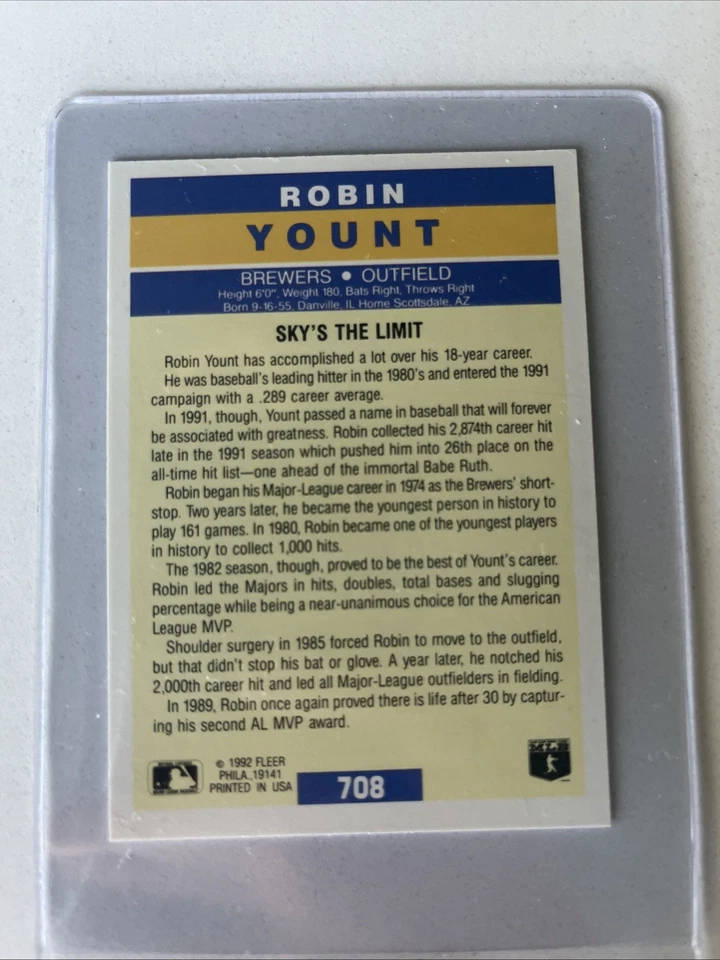 ROBIN
YOUNT
BREWERS • OUTFIELD
Height 6'0", Weight 180, Bats Right, Throws Right
Born 9-16-55, Danville, IL Home Scottsdale, AZ
SKY'S THE LIMIT
Robin Yount has accomplished a lot over his 18-year career.
He was baseball's leading hitter in the 1980's and entered the 1991
campaign with a .289 career average.
In 1991, though, Yount passed a name in baseball that will forever
be associated with greatness. Robin collected his 2,874th career hit
late in the 1991 season which pushed him into 26th place on the
all-time hit list—one ahead of the immortal Babe Ruth.
Robin began his Major-League career in 1974 as the Brewers' short-
stop. Two years later, he became the youngest person in history to
play 161 games. In 1980, Robin became one of the youngest players
in history to collect 1,000 hits.
The 1982 season, though, proved to be the best of Yount's career.
Robin led the Majors in hits, doubles, total bases and slugging
percentage while being a near-unanimous choice for the American
League MVP.
Shoulder surgery in 1985 forced Robin to move to the outfield,
but that didn't stop his bat or glove. A year later, he notched his
2,000th career hit and led all Major-League outfielders in fielding.
In 1989, Robin once again proved there is life after 30 by captur-
ing his second AL MVP award.
© 1992 FLEER
PHILA., 19141
PRINTED IN USA
708